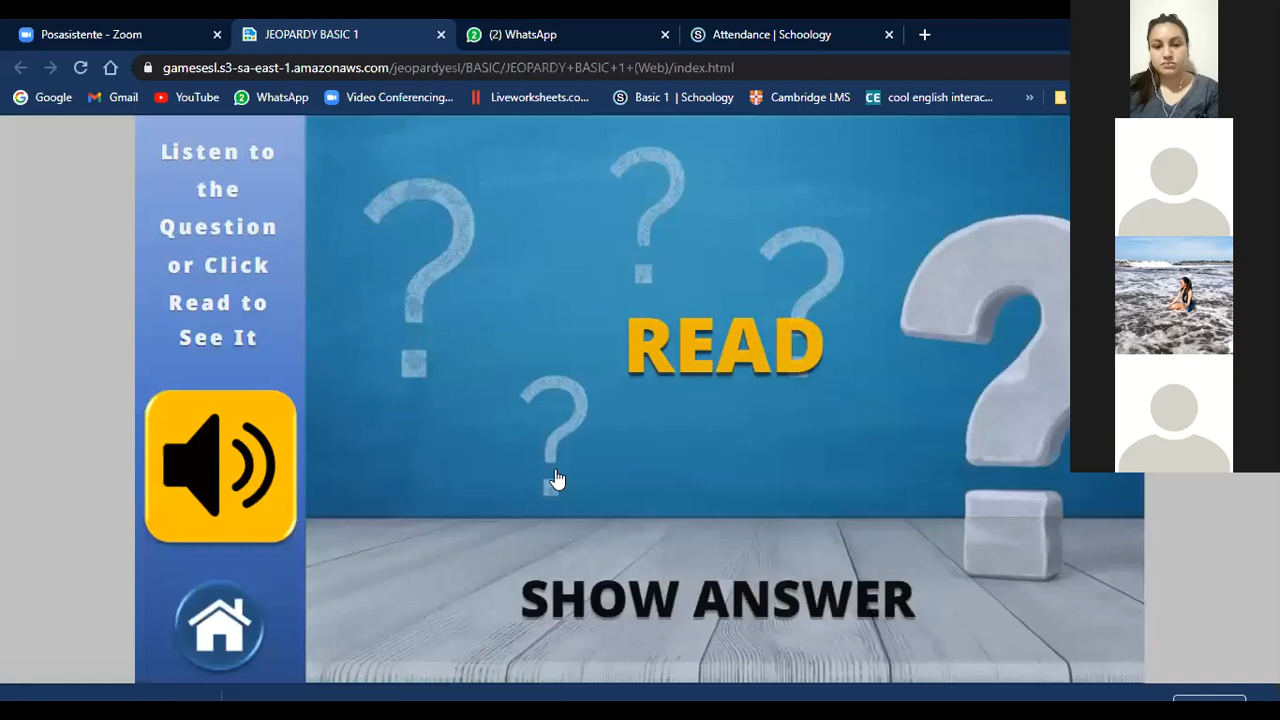 Posasistente - Zoom
JEOPARDY BASIC 1
(2) WhatsApp
Attendance | Schoology
gamesesl.s3-sa-east-1.amazonaws.com/jeopardyesl/BASIC/JEOPARDY+BASIC+1+(Web)/index.html
Google
Gmail
YouTube
WhatsApp
Video Conferencing...
Liveworksheets.co...
Basic 1 | Schoology
Cambridge LMS
CE
cool english interac...
Listen to
the
Question
or Click
Read to
See It
READ
SHOW ANSWER